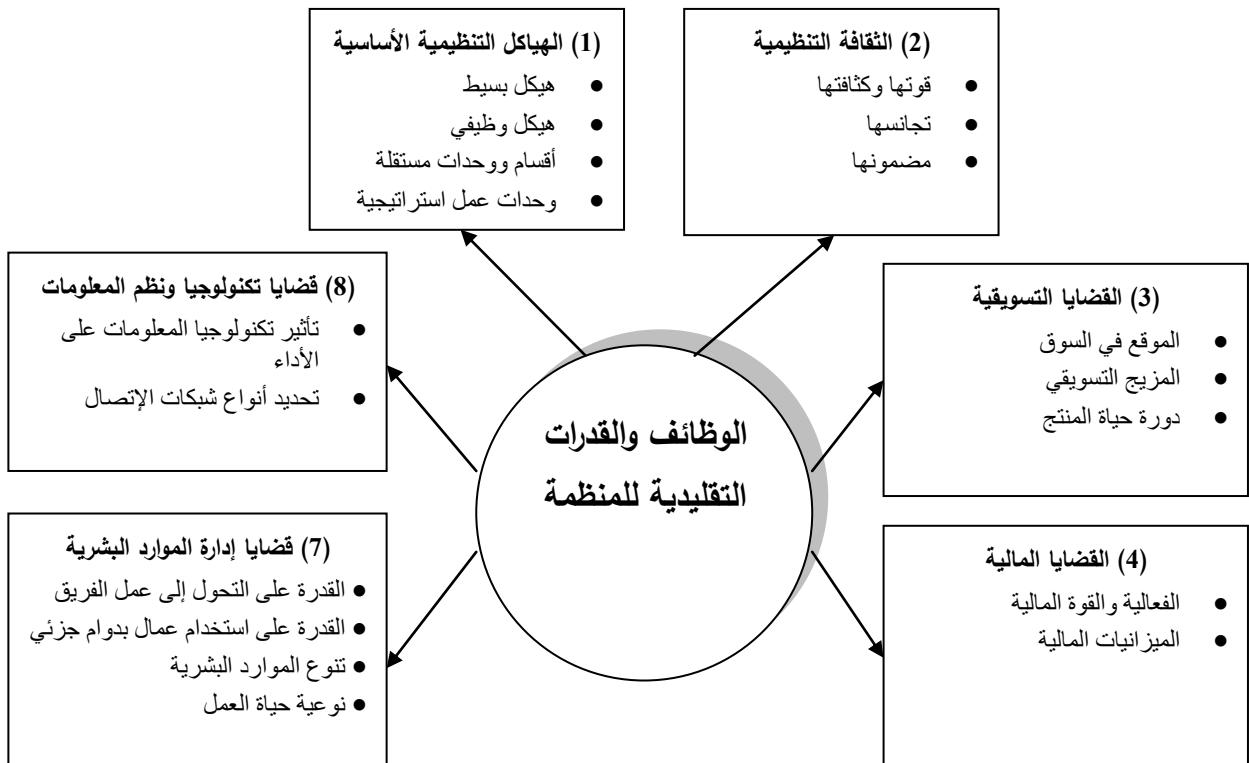 (1) الهياكل التنظيمية الأساسية
● هيكل بسيط
● هيكل وظيفي
● أقسام ووحدات مستقلة
● وحدات عمل استراتيجية
(2) الثقافة التنظيمية
● قوتها وكثافتها
● تجانسها
● مضمونها
(3) القضايا التسويقية
● الموقع في السوق
● المزيج التسويقي
● دورة حياة المنتج
(4) القضايا المالية
● الفعالية والقوة المالية
● الميزانيات المالية
(7) قضايا إدارة الموارد البشرية
● القدرة على التحول إلى عمل الفريق
● القدرة على استخدام عمال بدوام جزئي
● تنوع الموارد البشرية
● نوعية حياة العمل
(8) قضايا تكنولوجيا ونظم المعلومات
● تأثير تكنولوجيا المعلومات على
الأداء
● تحديد أنواع شبكات الإتصال
الوظائف والقدرات
التقليدية للمنظمة